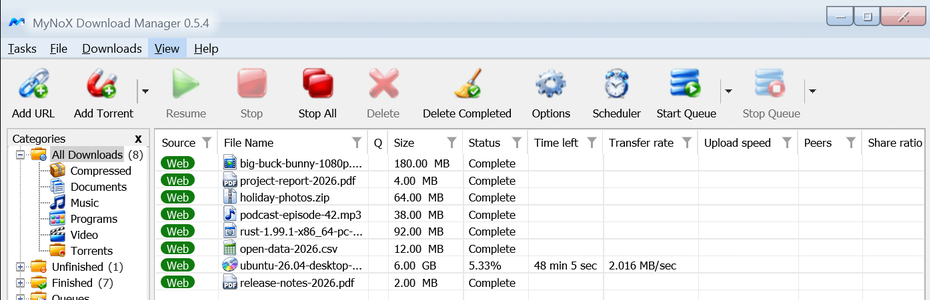 MyNoX Download Manager 0.5.4
Tasks File Downloads View Help
Add URL Add Torrent Resume Stop Stop All Delete Delete Completed Options Scheduler Start Queue Stop Queue
Categories X
All Downloads (8)
Compressed
Documents
Music
Programs
Video
Torrents
Unfinished (1)
Finished (7)
Queues
Source File Name Q Size Status Time left Transfer rate Upload speed Peers Share ratio
Web big-buck-bunny-1080p.... 180.00 MB Complete
Web PDF project-report-2026.pdf 4.00 MB Complete
Web holiday-photos.zip 64.00 MB Complete
Web podcast-episode-42.mp3 38.00 MB Complete
Web rust-1.99.1-x86_64-pc-... 92.00 MB Complete
Web open-data-2026.csv 12.00 MB Complete
Web ubuntu-26.04-desktop-... 6.00 GB 5.33% 48 min 5 sec 2.016 MB/sec
Web PDF release-notes-2026.pdf 2.00 MB Complete